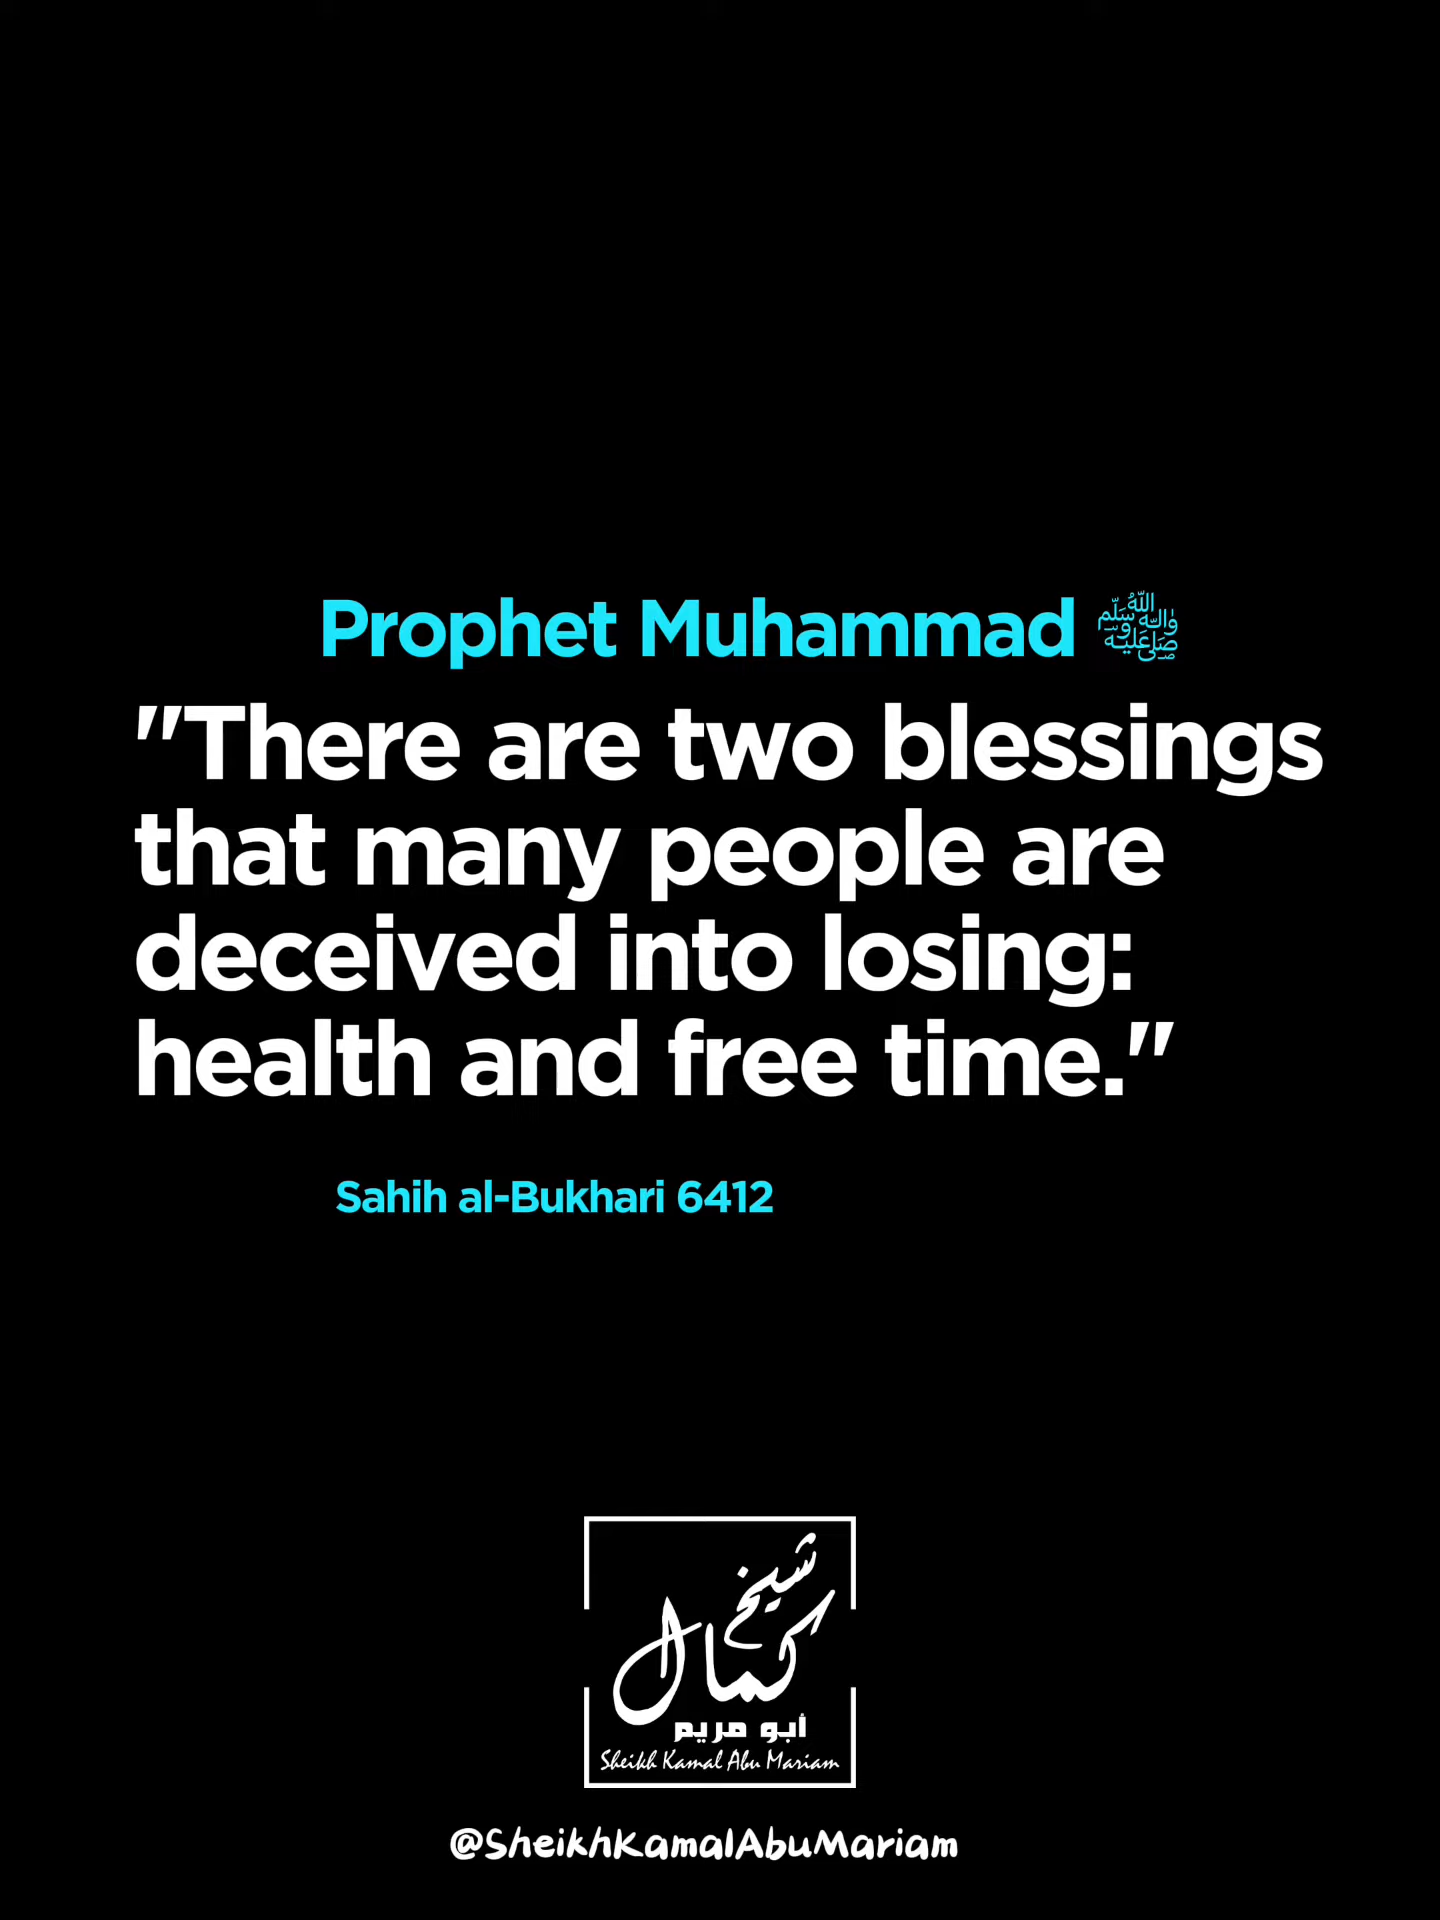 Prophet Muhammad ﷺ
"There are two blessings
that many people are
deceived into losing:
health and free time."
Sahih al-Bukhari 6412
شيخ
كمال
أبو مريم
Sheikh Kamal Abu Mariam
@SheikhKamalAbuMariam